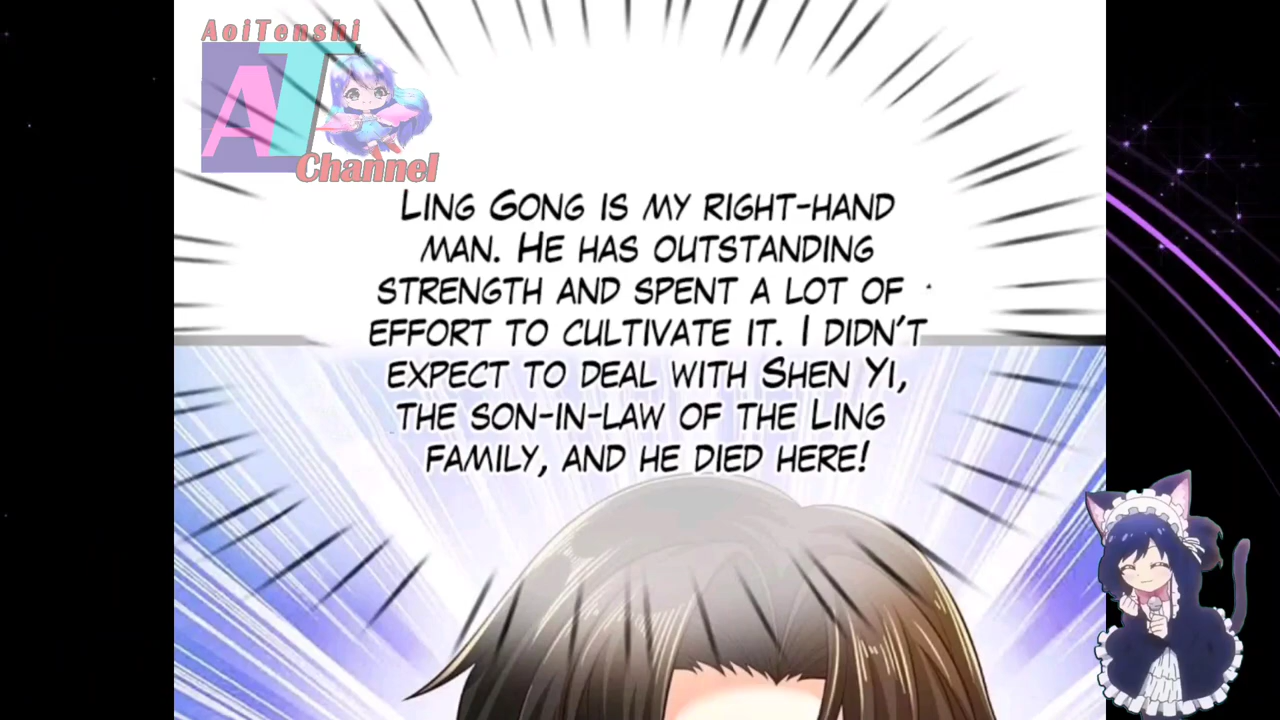 AoiTenshi
AT
Channel
LING GONG IS MY RIGHT-HAND
MAN. HE HAS OUTSTANDING
STRENGTH AND SPENT A LOT OF
EFFORT TO CULTIVATE IT. I DIDN'T
EXPECT TO DEAL WITH SHEN YI,
THE SON-IN-LAW OF THE LING
FAMILY, AND HE DIED HERE!